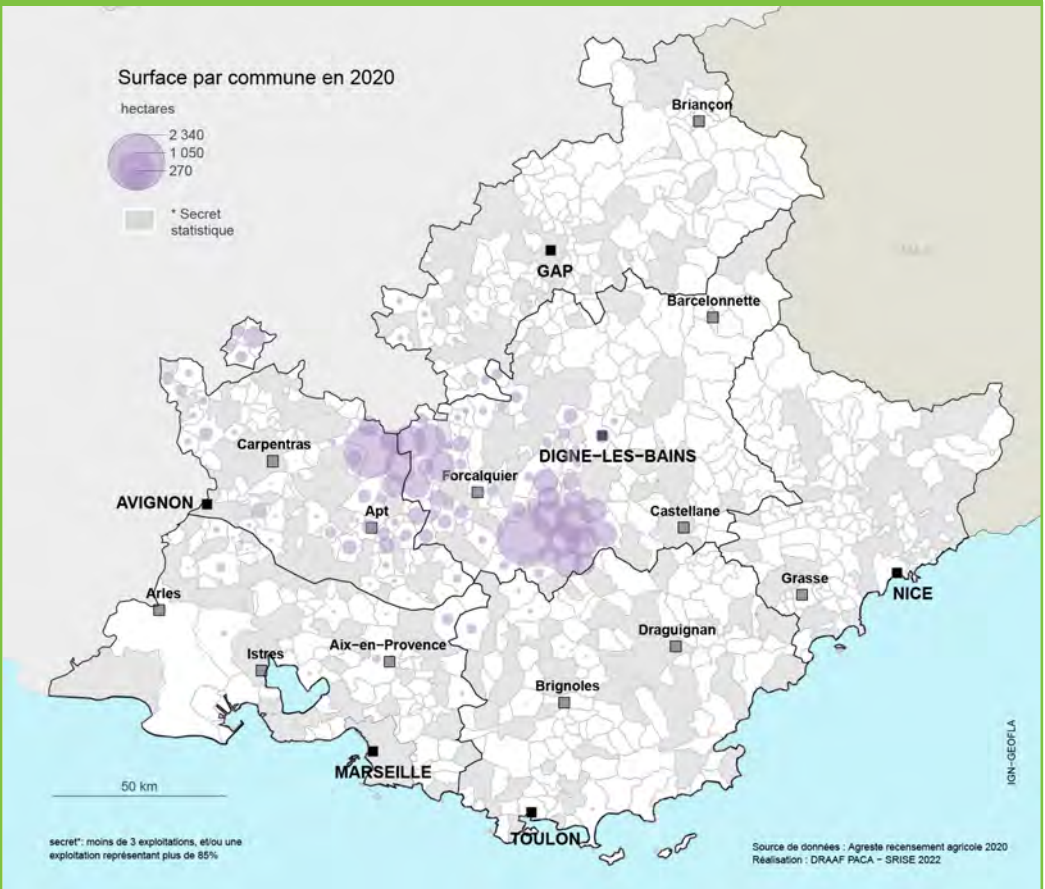 Surface par commune en 2020
hectares
2 340
1 050
270
* Secret
statistique
Briançon
GAP
Barcelonnette
Carpentras
DIGNE−LES−BAINS
Forcalquier
AVIGNON
Apt
Castellane
Grasse
NICE
Arles
Draguignan
Aix−en−Provence
Istres
Brignoles
MARSEILLE
TOULON
50 km
IGN−GEOFLA
secret*: moins de 3 exploitations, et/ou une
exploitation représentant plus de 85%
Source de données : Agreste recensement agricole 2020
Réalisation : DRAAF PACA − SRISE 2022